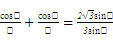 cos□/□ + cos□/□ = 2√3sin□/3sin□